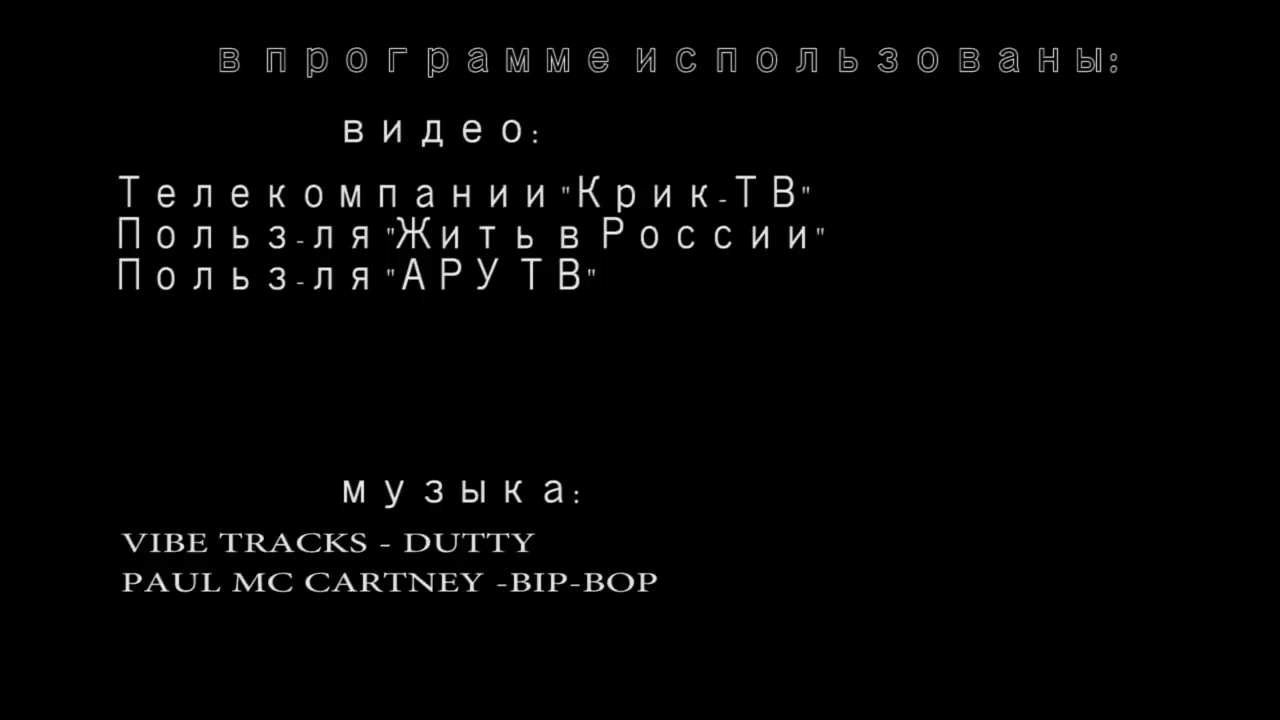 в программе использованы:
видео:
Телекомпании "Крик-ТВ"
Польз-ля "Жить в России"
Польз-ля "АРУ ТВ"
музыка:
VIBE TRACKS - DUTTY
PAUL MC CARTNEY -BIP-BOP